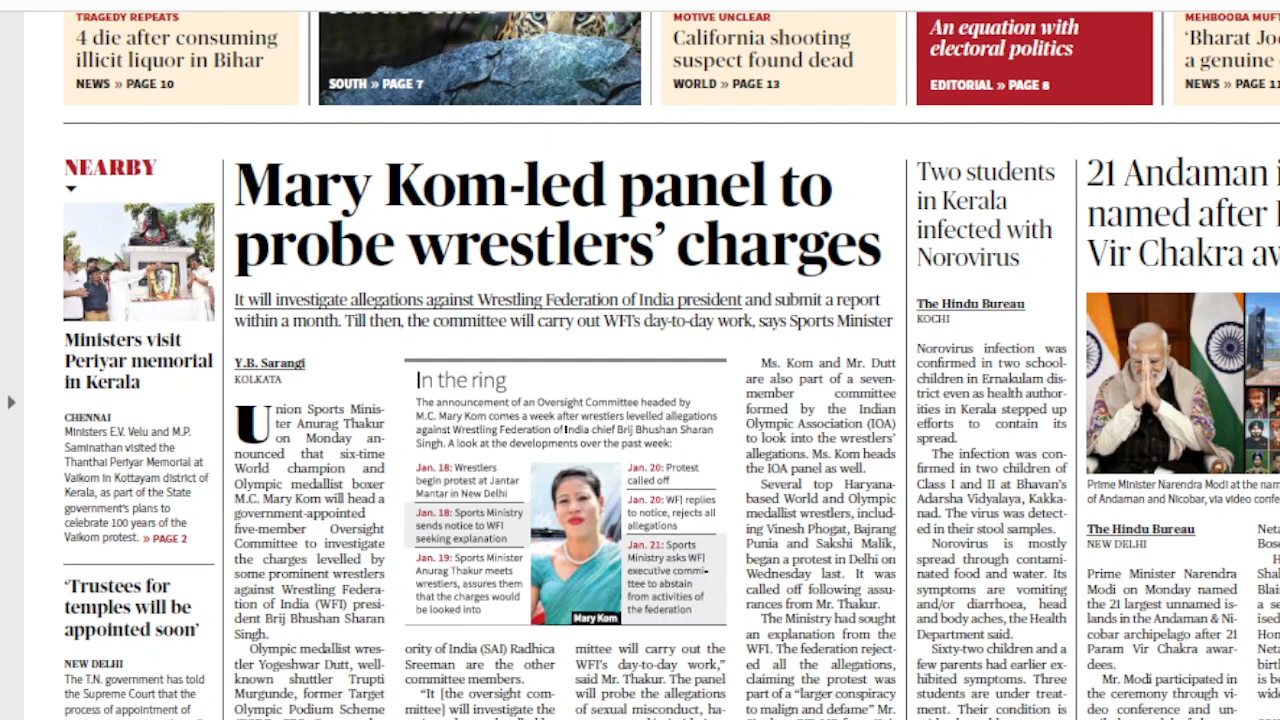 TRAGEDY REPEATS
4 die after consuming
illicit liquor in Bihar
NEWS » PAGE 10
SOUTH » PAGE 7
MOTIVE UNCLEAR
California shooting
suspect found dead
WORLD » PAGE 13
An equation with
electoral politics
EDITORIAL » PAGE 8
MEHBOOBA MUFT
‘Bharat Jo
a genuine
NEWS » PAGE 11
NEARBY
Ministers visit
Periyar memorial
in Kerala
CHENNAI
Ministers E.V. Velu and M.P.
Saminathan visited the
Thanthai Periyar Memorial at
Vaikom in Kottayam district of
Kerala, as part of the State
government's plans to
celebrate 100 years of the
Vaikom protest. » PAGE 2
‘Trustees for
temples will be
appointed soon’
NEW DELHI
The T.N. government has told
the Supreme Court that the
process of appointment of
Mary Kom-led panel to
probe wrestlers’ charges
It will investigate allegations against Wrestling Federation of India president and submit a report
within a month. Till then, the committee will carry out WFI’s day-to-day work, says Sports Minister
Y.B. Sarangi
KOLKATA
Union Sports Minis-
ter Anurag Thakur
on Monday an-
nounced that six-time
World champion and
Olympic medallist boxer
M.C. Mary Kom will head a
government-appointed
five-member Oversight
Committee to investigate
the charges levelled by
some prominent wrestlers
against Wrestling Federa-
tion of India (WFI) presi-
dent Brij Bhushan Sharan
Singh.
Olympic medallist wres-
tler Yogeshwar Dutt, well-
known shuttler Trupti
Murgunde, former Target
Olympic Podium Scheme
In the ring
The announcement of an Oversight Committee headed by
M.C. Mary Kom comes a week after wrestlers levelled allegations
against Wrestling Federation of India chief Brij Bhushan Sharan
Singh. A look at the developments over the past week:
Jan. 18: Wrestlers
begin protest at Jantar
Mantar in New Delhi
Jan. 18: Sports Ministry
sends notice to WFI
seeking explanation
Jan. 19: Sports Minister
Anurag Thakur meets
wrestlers, assures them
that the charges would
be looked into
Mary Kom
Jan. 20: Protest
called off
Jan. 20: WFI replies
to notice, rejects all
allegations
Jan. 21: Sports
Ministry asks WFI
executive commi-
ttee to abstain
from activities of
the federation
ority of India (SAI) Radhica
Sreeman are the other
committee members.
“It [the oversight com-
mittee] will investigate the
mittee will carry out the
WFI’s day-to-day work,”
said Mr. Thakur. The panel
will probe the allegations
of sexual misconduct, ha-
Ms. Kom and Mr. Dutt
are also part of a seven-
member committee
formed by the Indian
Olympic Association (IOA)
to look into the wrestlers’
allegations. Ms. Kom heads
the IOA panel as well.
Several top Haryana-
based World and Olympic
medallist wrestlers, includ-
ing Vinesh Phogat, Bajrang
Punia and Sakshi Malik,
began a protest in Delhi on
Wednesday last. It was
called off following assu-
rances from Mr. Thakur.
The Ministry had sought
an explanation from the
WFI. The federation reject-
ed all the allegations,
claiming the protest was
part of a “larger conspiracy
to malign and defame” Mr.
Two students
in Kerala
infected with
Norovirus
The Hindu Bureau
KOCHI
Norovirus infection was
confirmed in two school-
children in Ernakulam dis-
trict even as health author-
ities in Kerala stepped up
efforts to contain its
spread.
The infection was con-
firmed in two children of
Class I and II at Bhavan’s
Adarsha Vidyalaya, Kakka-
nad. The virus was detect-
ed in their stool samples.
Norovirus is mostly
spread through contami-
nated food and water. Its
symptoms are vomiting
and/or diarrhoea, head
and body aches, the Health
Department said.
Sixty-two children and a
few parents had earlier ex-
hibited symptoms. Three
students are under treat-
ment. Their condition is
21 Andaman i
named after
Vir Chakra aw
Prime Minister Narendra Modi at the nam
of Andaman and Nicobar, via video confe
The Hindu Bureau
NEW DELHI
Prime Minister Narendra
Modi on Monday named
the 21 largest unnamed is-
lands in the Andaman & Ni-
cobar archipelago after 21
Param Vir Chakra awar-
dees.
Mr. Modi participated in
the ceremony through vi-
deo conference and un-
Neta
Bose
Ha
Blai
a se
ised
Hom
Neta
birt
is be
wid